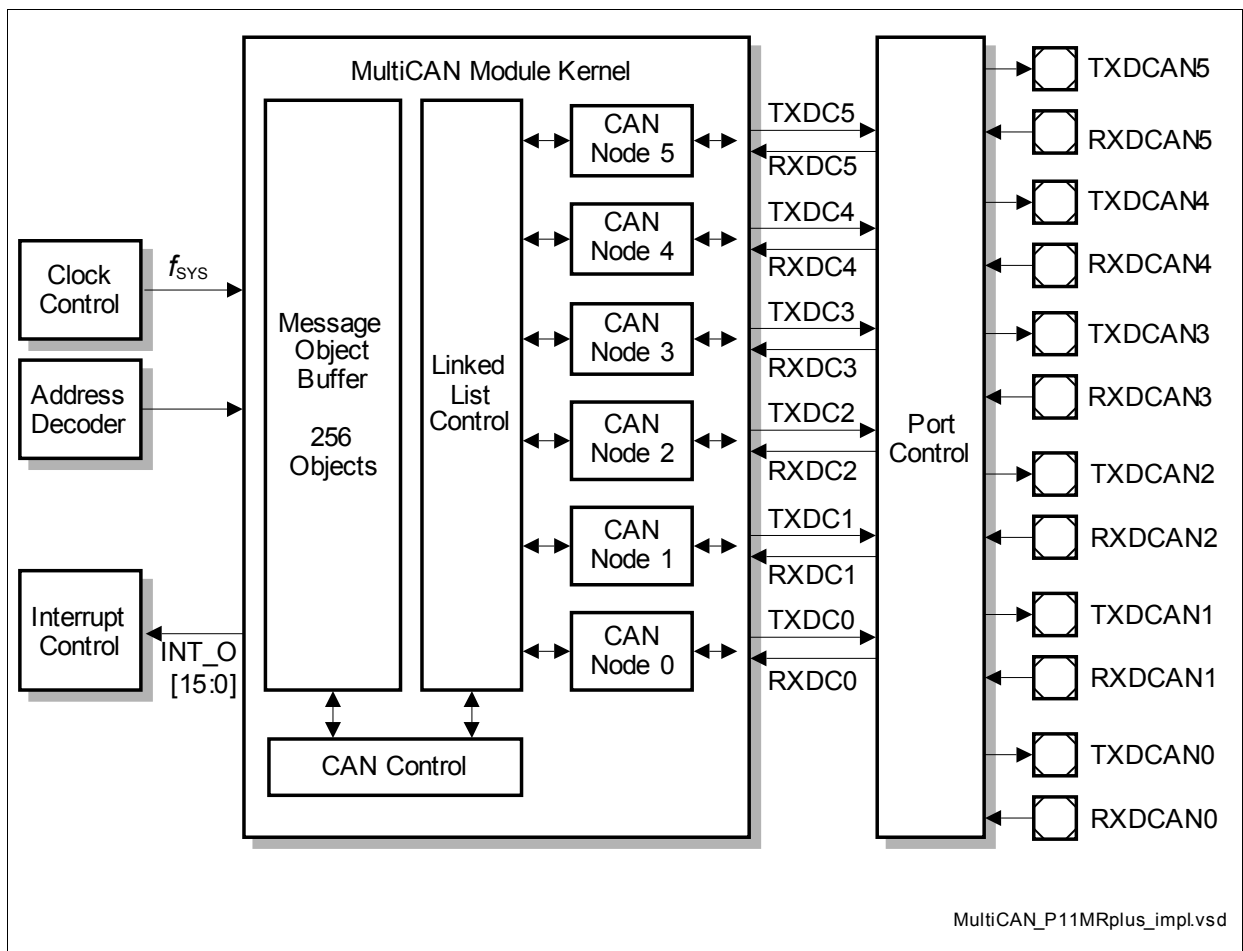 MultiCAN Module Kernel
Clock
Control
fSYS
Address
Decoder
Interrupt
Control
INT_O
[15:0]
Message
Object
Buffer
256
Objects
Linked
List
Control
CAN Control
CAN
Node 5
CAN
Node 4
CAN
Node 3
CAN
Node 2
CAN
Node 1
CAN
Node 0
TXDC5
RXDC5
TXDC4
RXDC4
TXDC3
RXDC3
TXDC2
RXDC2
TXDC1
RXDC1
TXDC0
RXDC0
Port
Control
TXDCAN5
RXDCAN5
TXDCAN4
RXDCAN4
TXDCAN3
RXDCAN3
TXDCAN2
RXDCAN2
TXDCAN1
RXDCAN1
TXDCAN0
RXDCAN0
MultiCAN_P11MRplus_impl.vsd